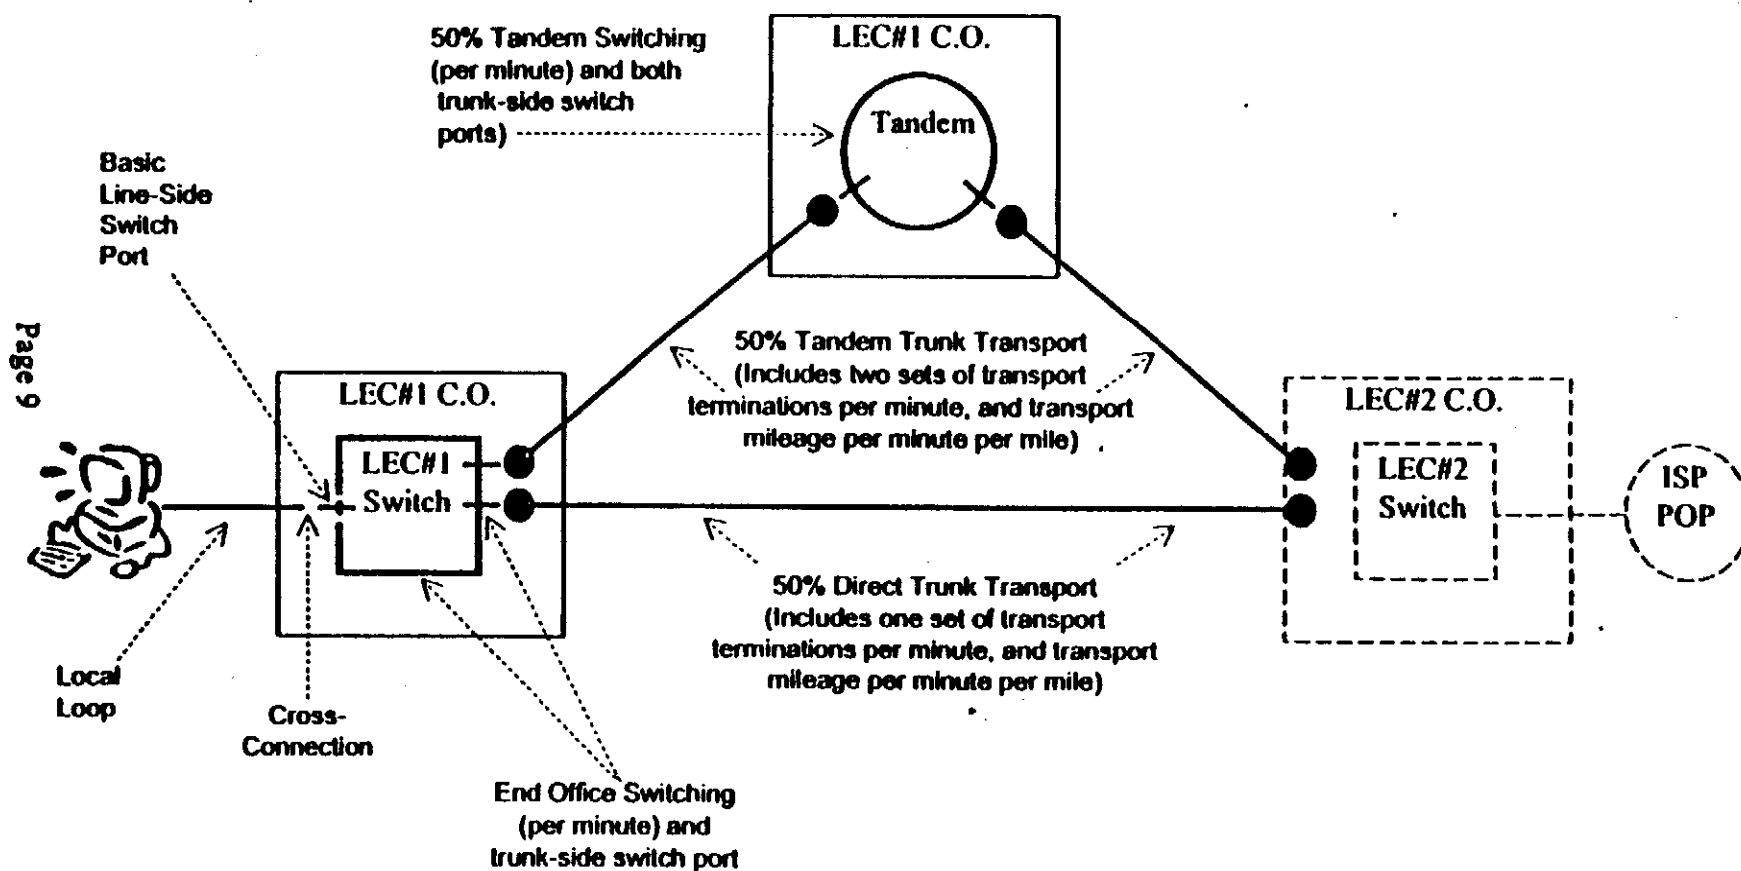 50% Tandem Switching
(per minute) and both
trunk-side switch
ports)
LEC#1 C.O.
Tandem
Basic
Line-Side
Switch
Port
Page 9
50% Tandem Trunk Transport
(Includes two sets of transport
terminations per minute, and transport
mileage per minute per mile)
LEC#1 C.O.
LEC#1
Switch
LEC#2 C.O.
LEC#2
Switch
ISP
POP
50% Direct Trunk Transport
(Includes one set of transport
terminations per minute, and transport
mileage per minute per mile)
Local
Loop
Cross-
Connection
End Office Switching
(per minute) and
trunk-side switch port